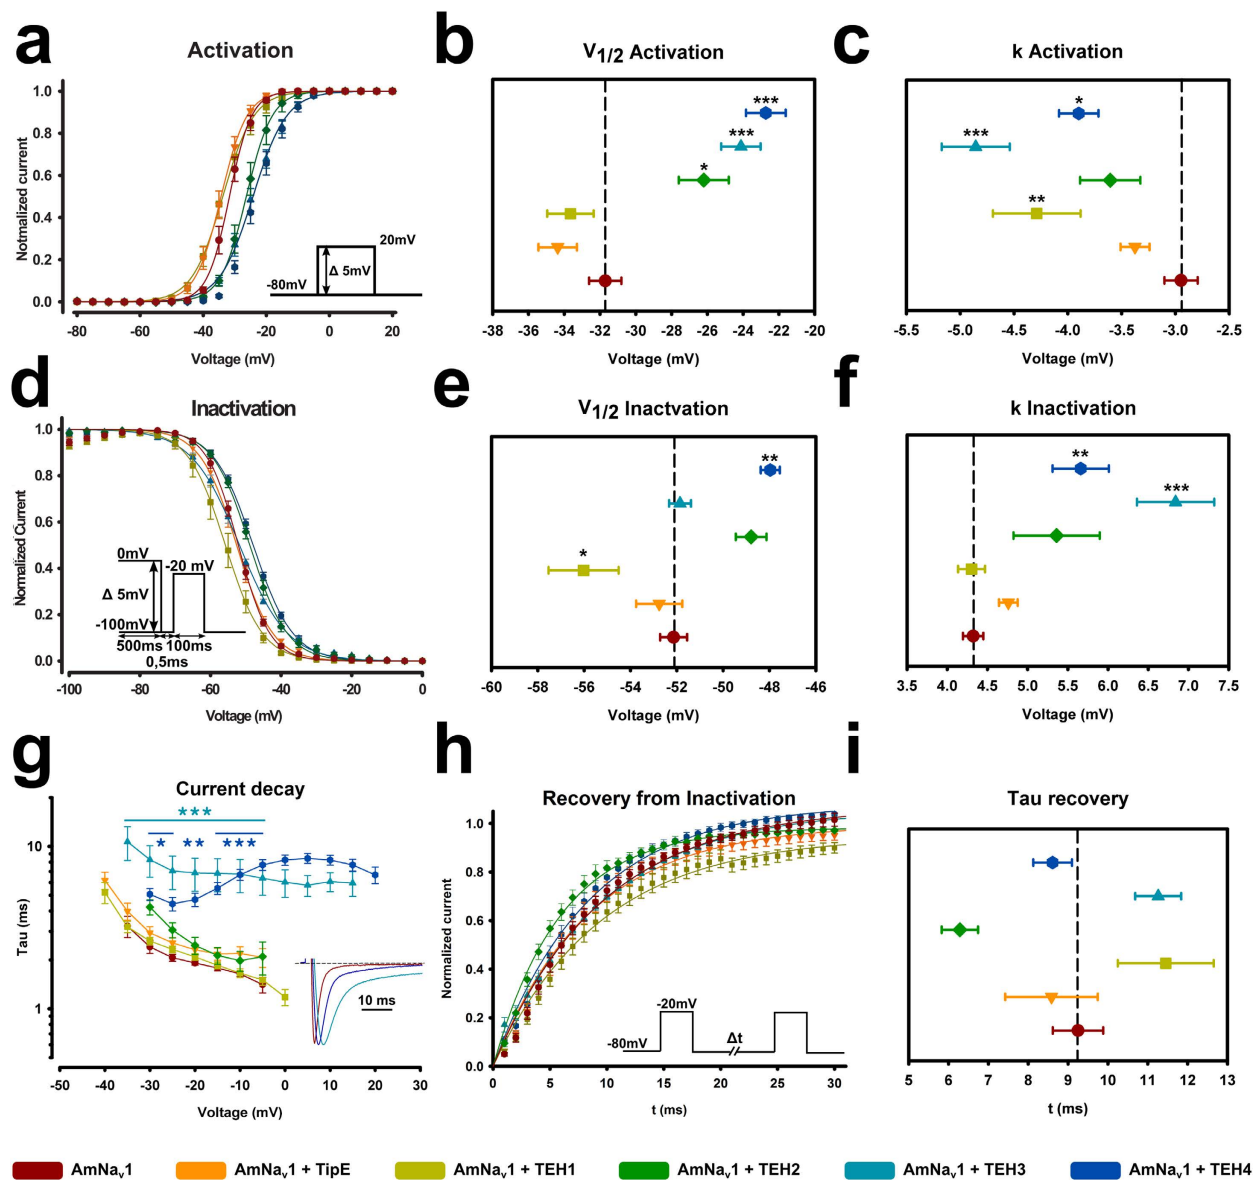 a
Activation
Notmalized current
1.0
0.8
0.6
0.4
0.2
0.0
20mV
Δ 5mV
-80mV
-80 -60 -40 -20 0 20
Voltage (mV)
b
V1/2 Activation
***
***
*
-38 -36 -34 -32 -30 -28 -26 -24 -22 -20
Voltage (mV)
c
k Activation
*
***
**
-5.5 -5.0 -4.5 -4.0 -3.5 -3.0 -2.5
Voltage (mV)
d
Inactivation
Normalized Current
1.0
0.8
0.6
0.4
0.2
0.0
0mV
-20 mV
Δ 5mV
-100mV
500ms 100ms
0,5ms
-100 -80 -60 -40 -20 0
Voltage (mV)
e
V1/2 Inactvation
**
*
-60 -58 -56 -54 -52 -50 -48 -46
Voltage (mV)
f
k Inactivation
**
***
3.5 4.0 4.5 5.0 5.5 6.0 6.5 7.0 7.5
Voltage (mV)
g
Current decay
***
* ** ***
Tau (ms)
10
1
10 ms
-50 -40 -30 -20 -10 0 10 20 30
Voltage (mV)
h
Recovery from Inactivation
Normalized current
1.0
0.8
0.6
0.4
0.2
0.0
-20mV
-80mV
Δt
0 5 10 15 20 25 30
t (ms)
i
Tau recovery
5 6 7 8 9 10 11 12 13
t (ms)
AmNav1 AmNav1 + TipE AmNav1 + TEH1 AmNav1 + TEH2 AmNav1 + TEH3 AmNav1 + TEH4